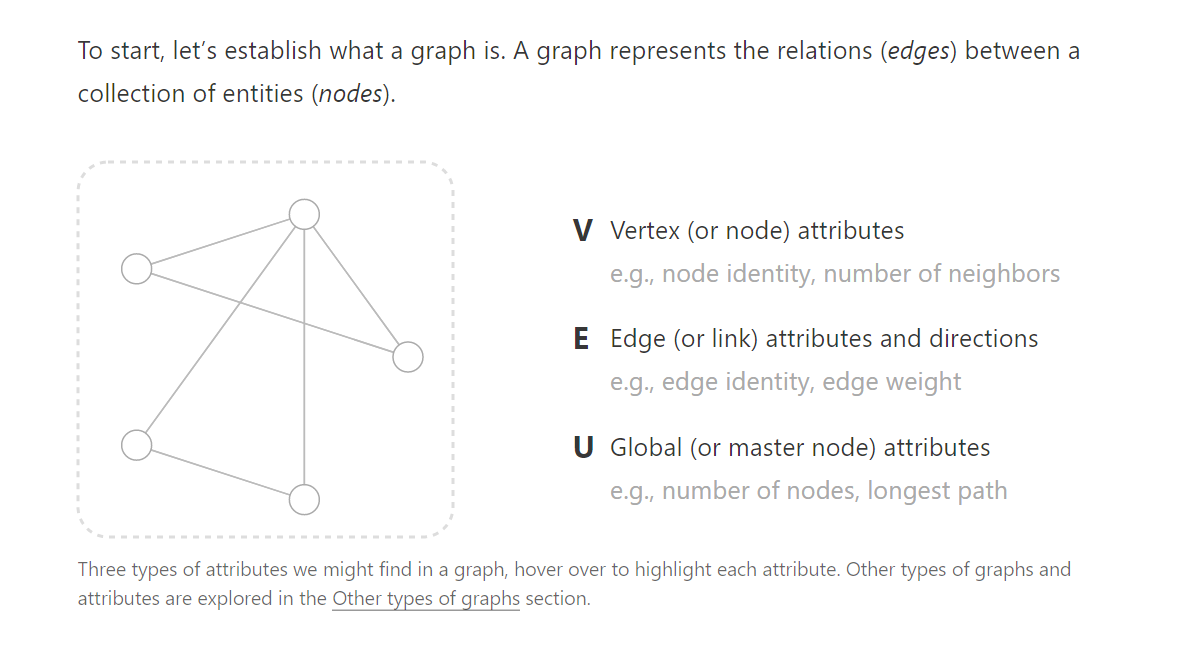 To start, let’s establish what a graph is. A graph represents the relations (edges) between a
collection of entities (nodes).
V Vertex (or node) attributes
e.g., node identity, number of neighbors
E Edge (or link) attributes and directions
e.g., edge identity, edge weight
U Global (or master node) attributes
e.g., number of nodes, longest path
Three types of attributes we might find in a graph, hover over to highlight each attribute. Other types of graphs and
attributes are explored in the Other types of graphs section.